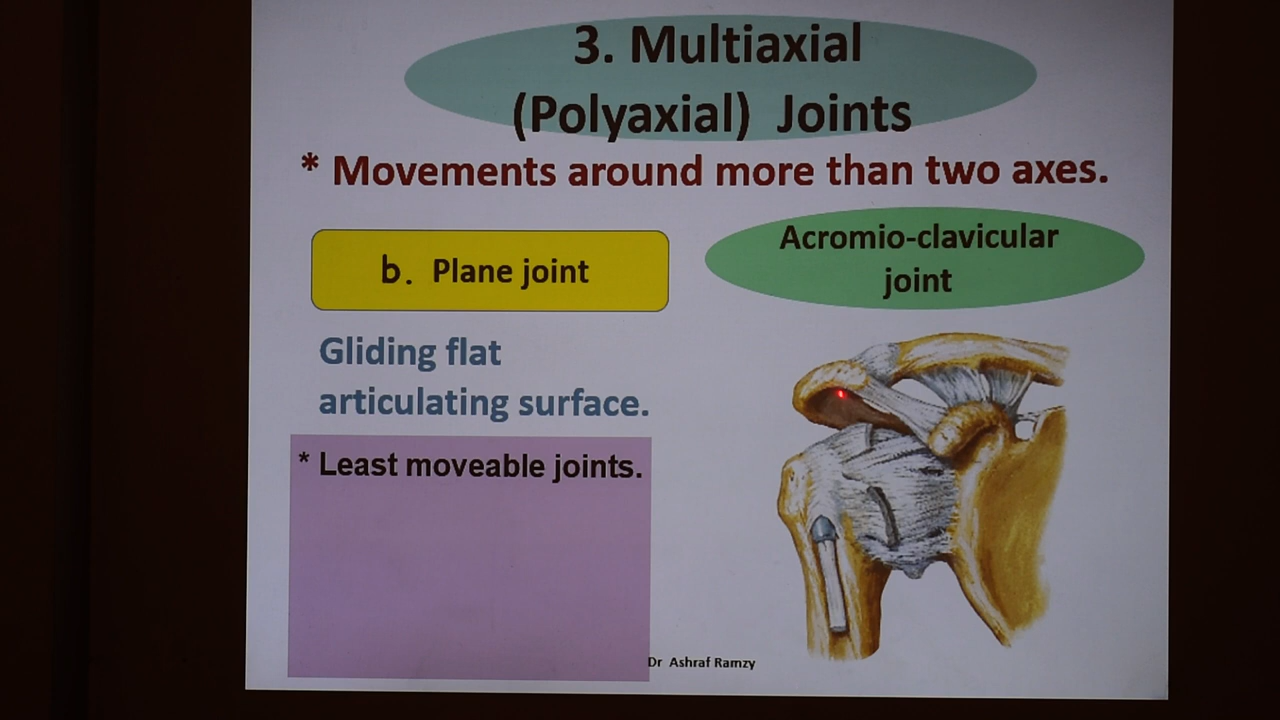 3. Multiaxial
(Polyaxial) Joints
* Movements around more than two axes.
b. Plane joint
Acromio-clavicular
joint
Gliding flat
articulating surface.
* Least moveable joints.
Dr Ashraf Ramzy